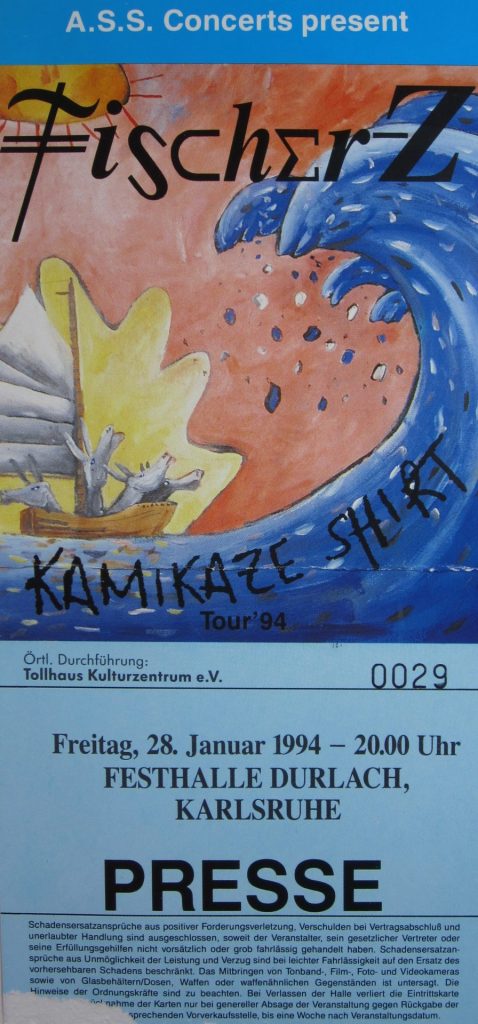 A.S.S. Concerts present
Fischer-Z
KAMIKAZE SHIRT
Tour'94
Örtl. Durchführung:
Tollhaus Kulturzentrum e.V.
0029
Freitag, 28. Januar 1994 – 20.00 Uhr
FESTHALLE DURLACH,
KARLSRUHE
PRESSE
Schadensersatzansprüche aus positiver Forderungsverletzung, Verschulden bei Vertragsabschluß und
unerlaubter Handlung sind ausgeschlossen, soweit der Veranstalter, sein gesetzlicher Vertreter oder
seine Erfüllungsgehilfen nicht vorsätzlich oder grob fahrlässig gehandelt haben. Schadensersatzan-
sprüche aus Unmöglichkeit der Leistung und Verzug sind bei leichter Fahrlässigkeit auf den Ersatz des
vorhersehbaren Schadens beschränkt. Das Mitbringen von Tonband-, Film-, Foto- und Videokameras
sowie von Glasbehältern/Dosen, Waffen oder waffenähnlichen Gegenständen ist untersagt. Die
Hinweise der Ordnungskräfte sind zu beachten. Bei Verlassen der Halle verliert die Eintrittskarte
nahme der Karten nur bei genereller Absage der Veranstaltung gegen Rückgabe der
sprechenden Vorverkaufsstelle, bis eine Woche nach Veranstaltungsdatum.